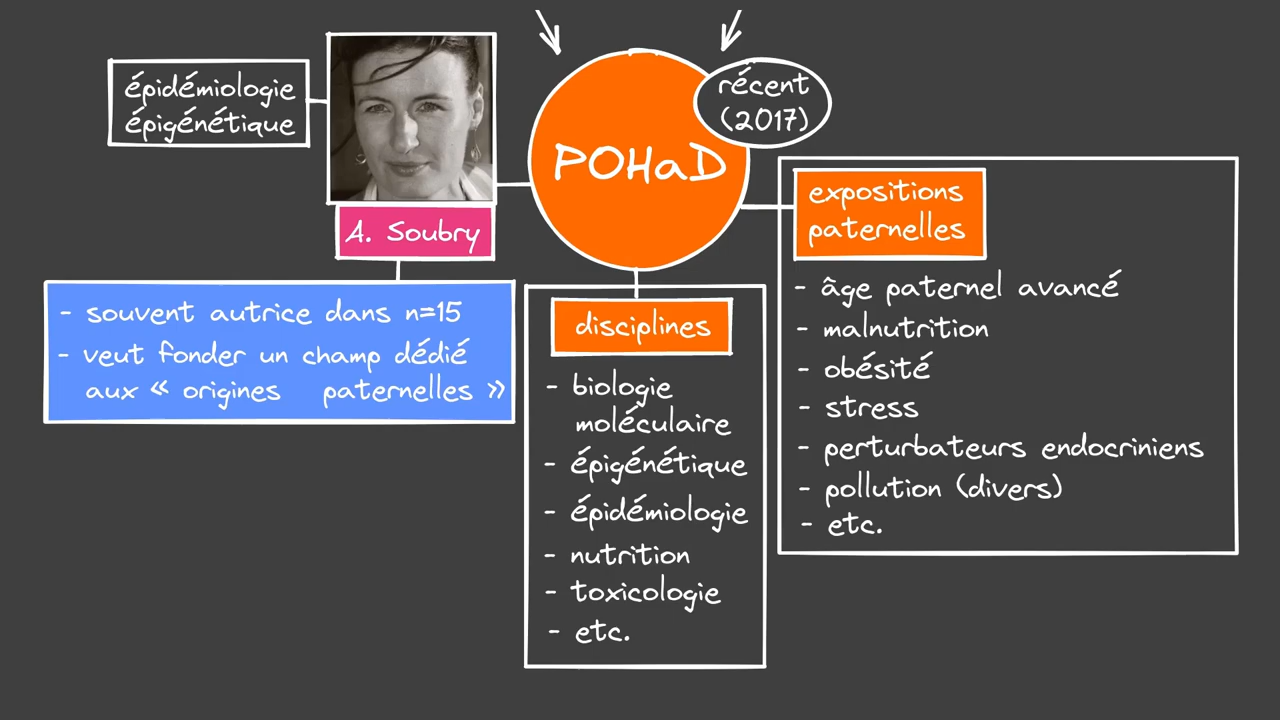 épidémiologie
épigénétique
A. Soubry
- souvent autrice dans n=15
- veut fonder un champ dédié
aux « origines paternelles »
POHaD
récent
(2017)
disciplines
- biologie
moléculaire
- épigénétique
- épidémiologie
- nutrition
- toxicologie
- etc.
expositions
paternelles
- âge paternel avancé
- malnutrition
- obésité
- stress
- perturbateurs endocriniens
- pollution (divers)
- etc.